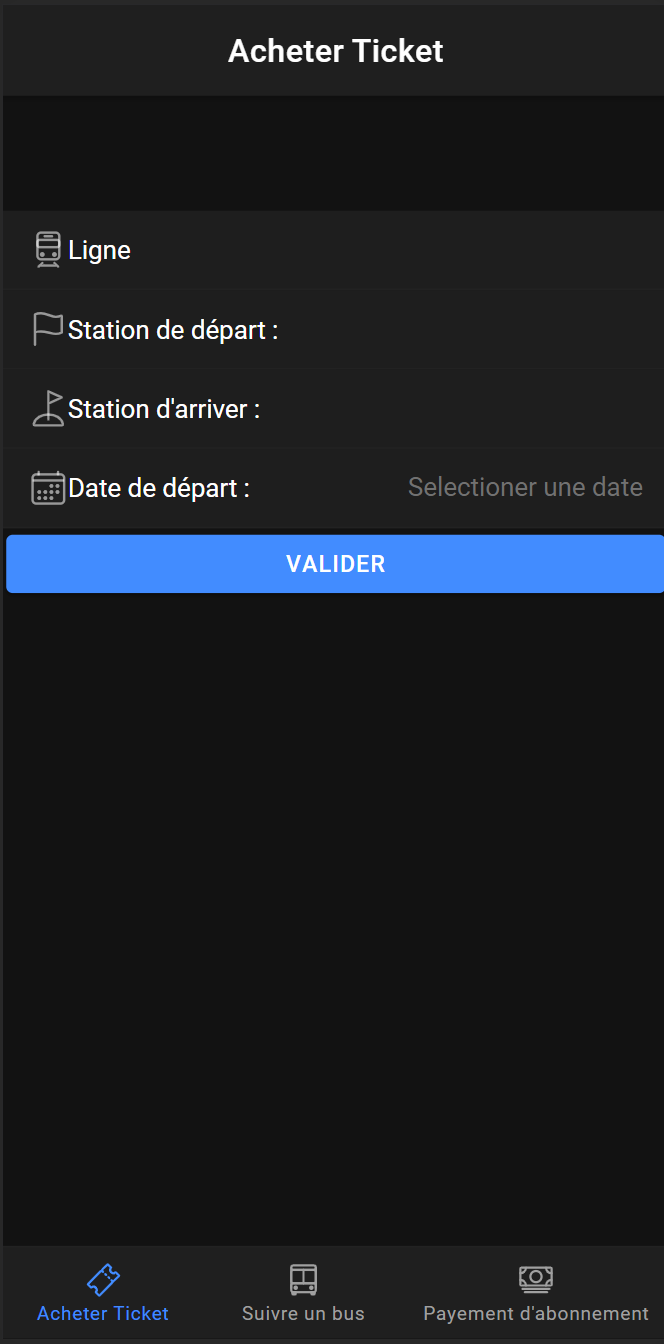 Acheter Ticket
Ligne
Station de départ :
Station d'arriver :
Date de départ : Selectioner une date
VALIDER
Acheter Ticket Suivre un bus Payement d'abonnement